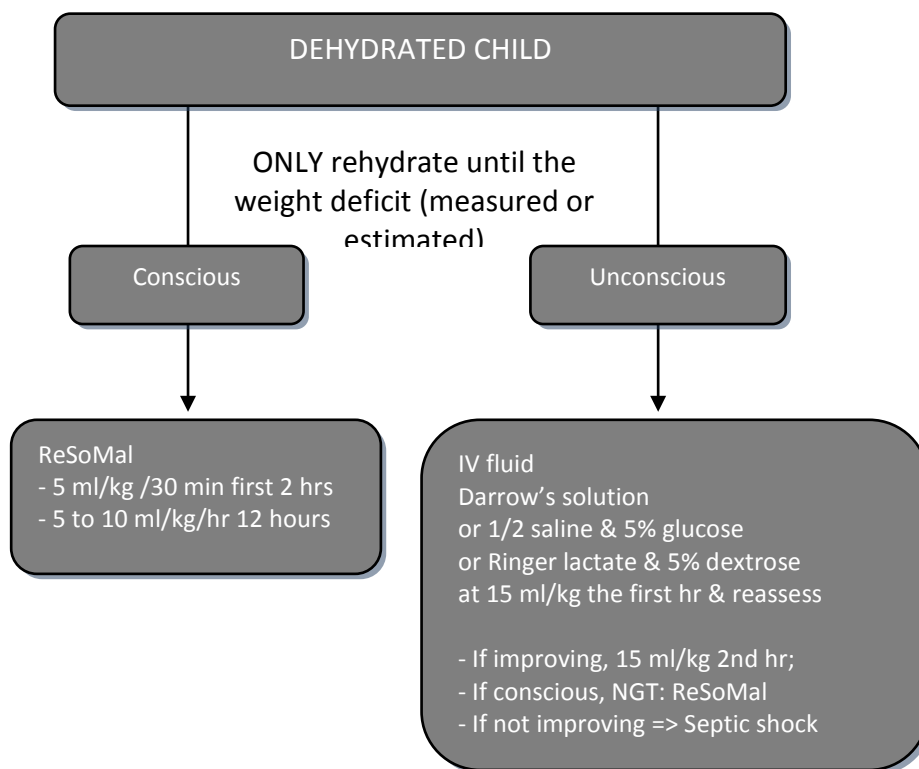 DEHYDRATED CHILD
ONLY rehydrate until the
weight deficit (measured or
estimated)
Conscious
Unconscious
ReSoMal
- 5 ml/kg /30 min first 2 hrs
- 5 to 10 ml/kg/hr 12 hours
IV fluid
Darrow’s solution
or 1/2 saline & 5% glucose
or Ringer lactate & 5% dextrose
at 15 ml/kg the first hr & reassess
- If improving, 15 ml/kg 2nd hr;
- If conscious, NGT: ReSoMal
- If not improving => Septic shock